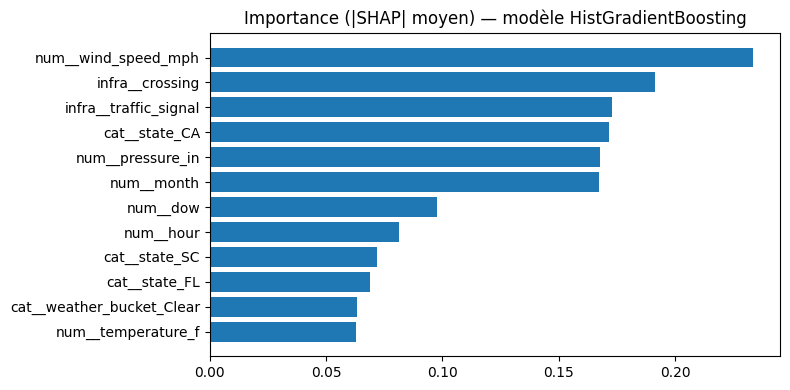 Importance (|SHAP| moyen) — modèle HistGradientBoosting
num__wind_speed_mph
infra__crossing
infra__traffic_signal
cat__state_CA
num__pressure_in
num__month
num__dow
num__hour
cat__state_SC
cat__state_FL
cat__weather_bucket_Clear
num__temperature_f
0.00 0.05 0.10 0.15 0.20